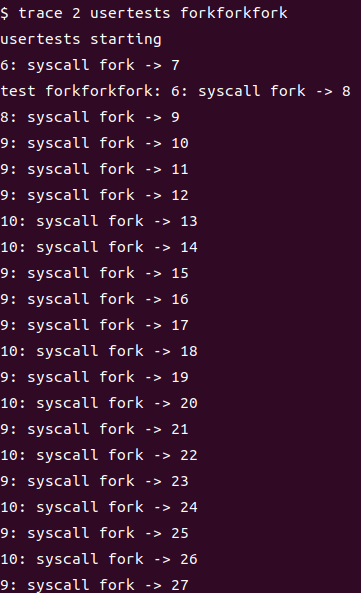 $ trace 2 usertests forkforkfork
usertests starting
6: syscall fork -> 7
test forkforkfork: 6: syscall fork -> 8
8: syscall fork -> 9
9: syscall fork -> 10
9: syscall fork -> 11
9: syscall fork -> 12
10: syscall fork -> 13
10: syscall fork -> 14
9: syscall fork -> 15
9: syscall fork -> 16
9: syscall fork -> 17
10: syscall fork -> 18
9: syscall fork -> 19
10: syscall fork -> 20
9: syscall fork -> 21
10: syscall fork -> 22
9: syscall fork -> 23
10: syscall fork -> 24
9: syscall fork -> 25
10: syscall fork -> 26
9: syscall fork -> 27